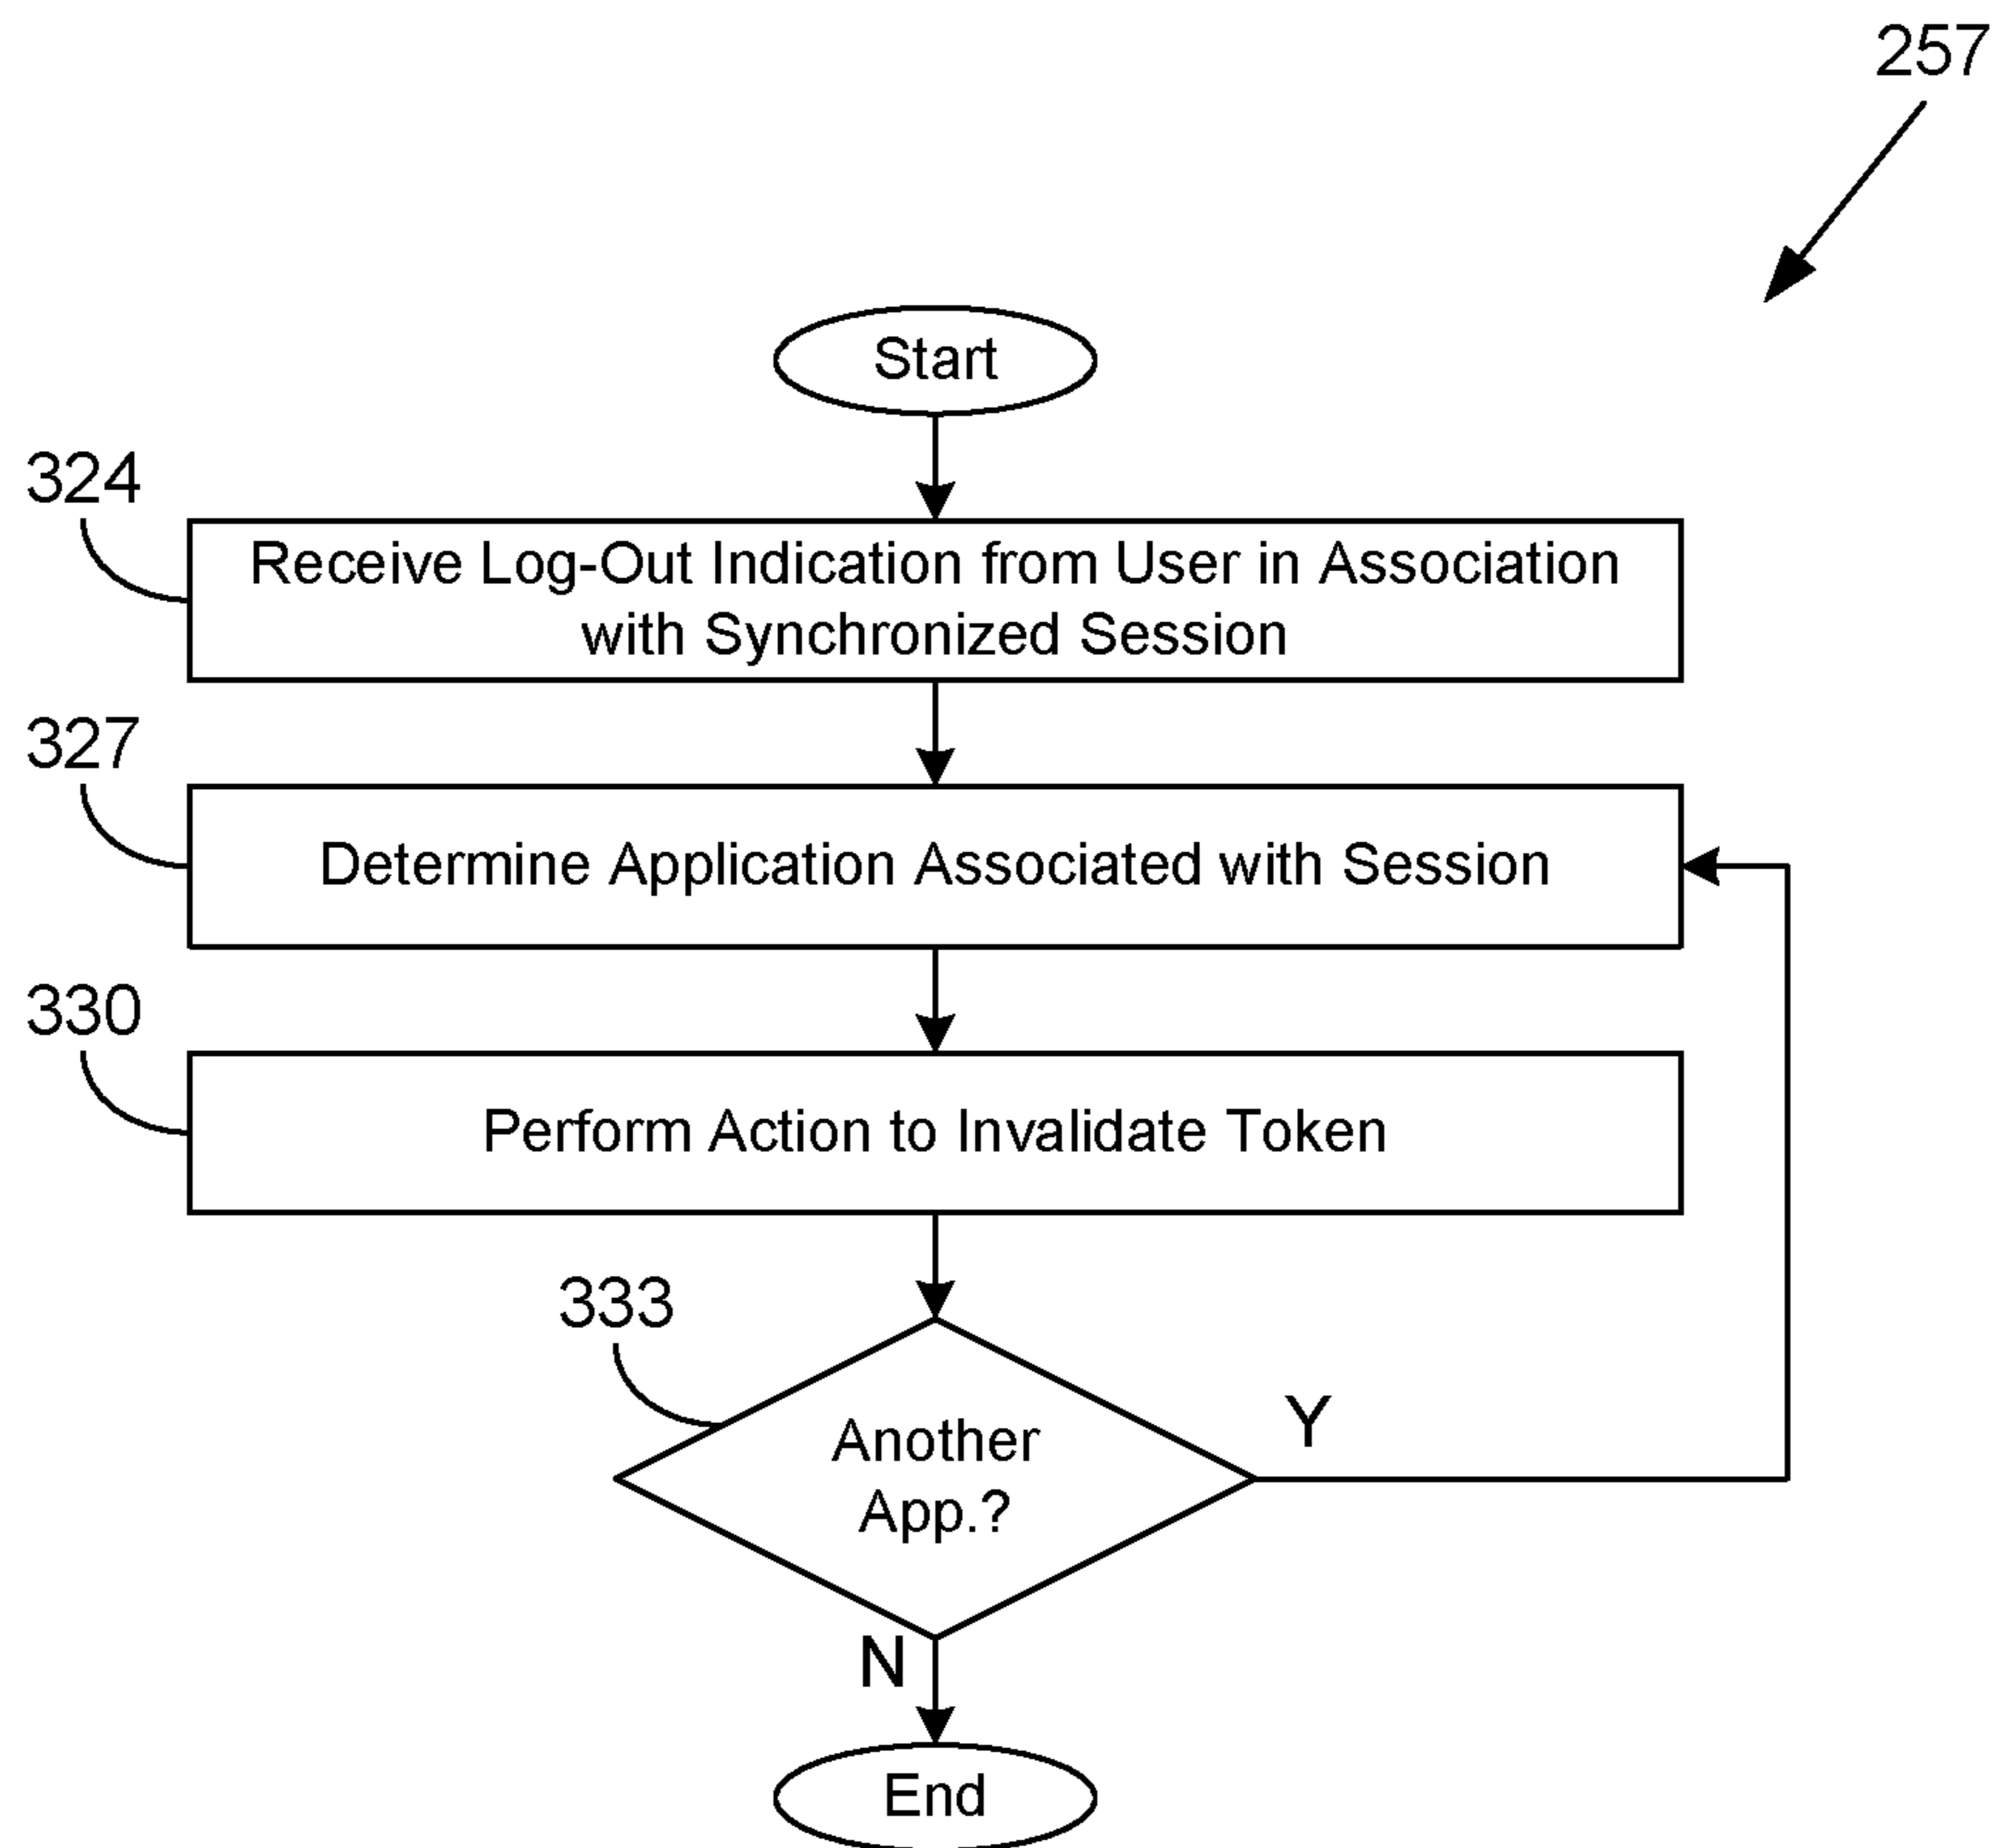 257
Start
324
Receive Log-Out Indication from User in Association
with Synchronized Session
327
Determine Application Associated with Session
330
Perform Action to Invalidate Token
333
Another
App.?
Y
N
End